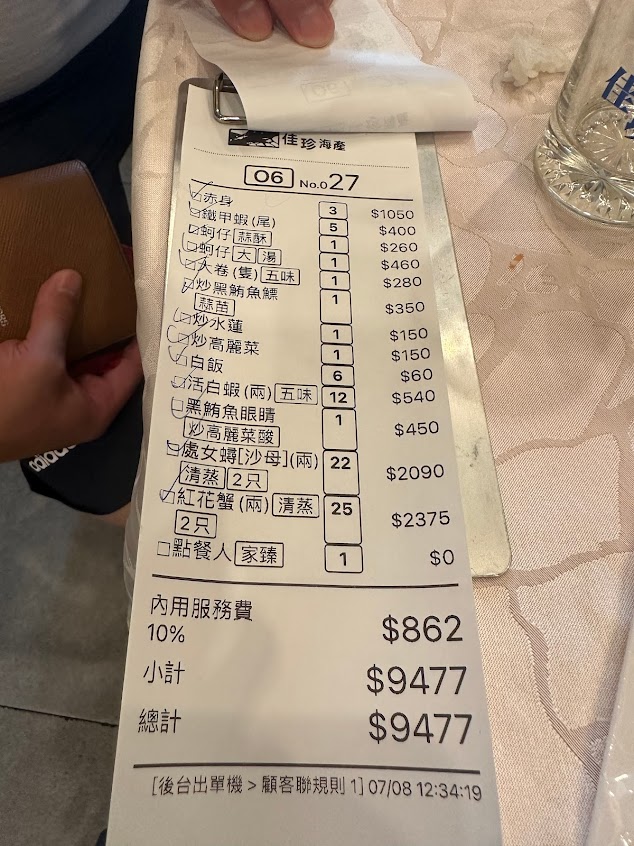 佳珍海產
06 No.027
赤身 3 $1050
鐵甲蝦(尾) 5 $400
蚵仔 蒜酥 1 $260
蚵仔 大 湯 1 $460
大卷(隻) 五味 1 $280
炒黑鮪魚鰾 1 $350
蒜苗
炒水蓮 1 $150
炒高麗菜 1 $150
白飯 6 $60
活白蝦(兩) 五味 12 $540
黑鮪魚眼睛 1 $450
炒高麗菜酸
處女蟳[沙母](兩) 22 $2090
清蒸 2只
紅花蟹(兩) 清蒸 25 $2375
2只
點餐人 家臻 1 $0
內用服務費
10% $862
小計 $9477
總計 $9477
[後台出單機 > 顧客聯規則 1] 07/08 12:34:19
adidas
佳